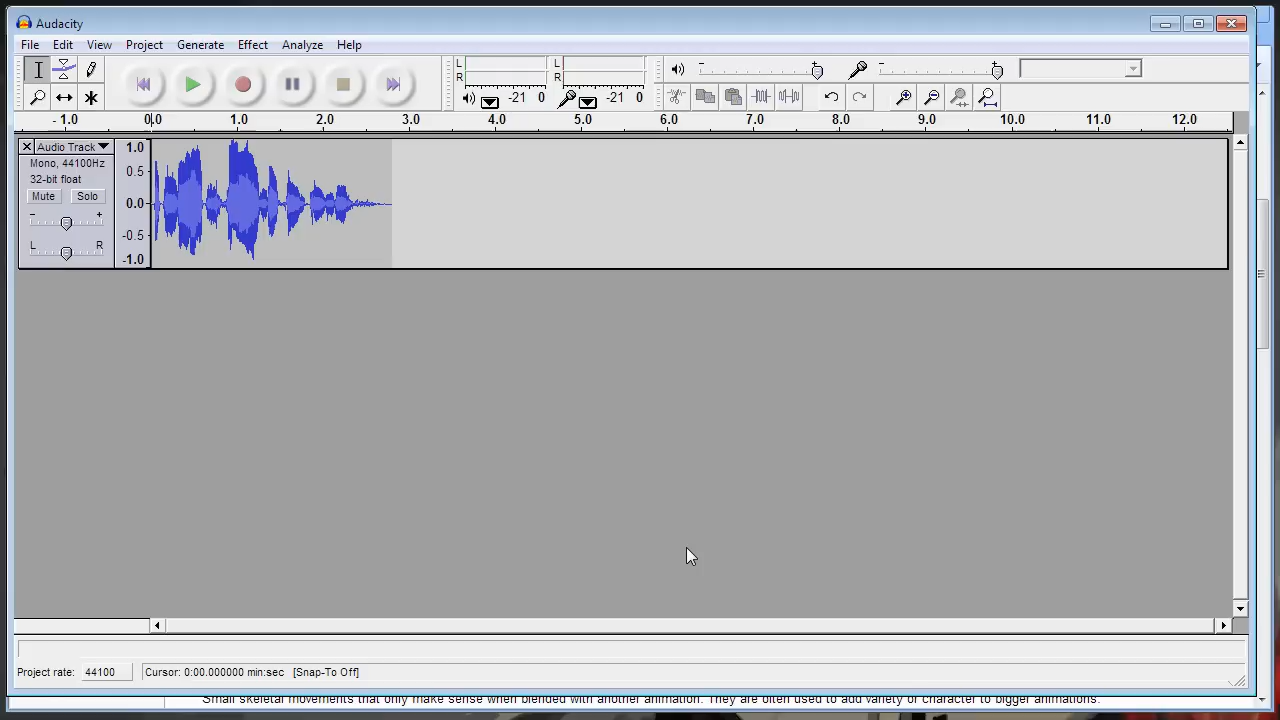 Audacity
File Edit View Project Generate Effect Analyze Help
L
R
-21 0
L
R
-21 0
- 1.0 0.0 1.0 2.0 3.0 4.0 5.0 6.0 7.0 8.0 9.0 10.0 11.0 12.0
Audio Track
Mono, 44100Hz
32-bit float
Mute Solo
- +
L R
1.0
0.5
0.0
-0.5
-1.0
Project rate: 44100 Cursor: 0:00.000000 min:sec [Snap-To Off]
Small skeletal movements that only make sense when blended with another animation. They are often used to add variety of character to bigger animations.